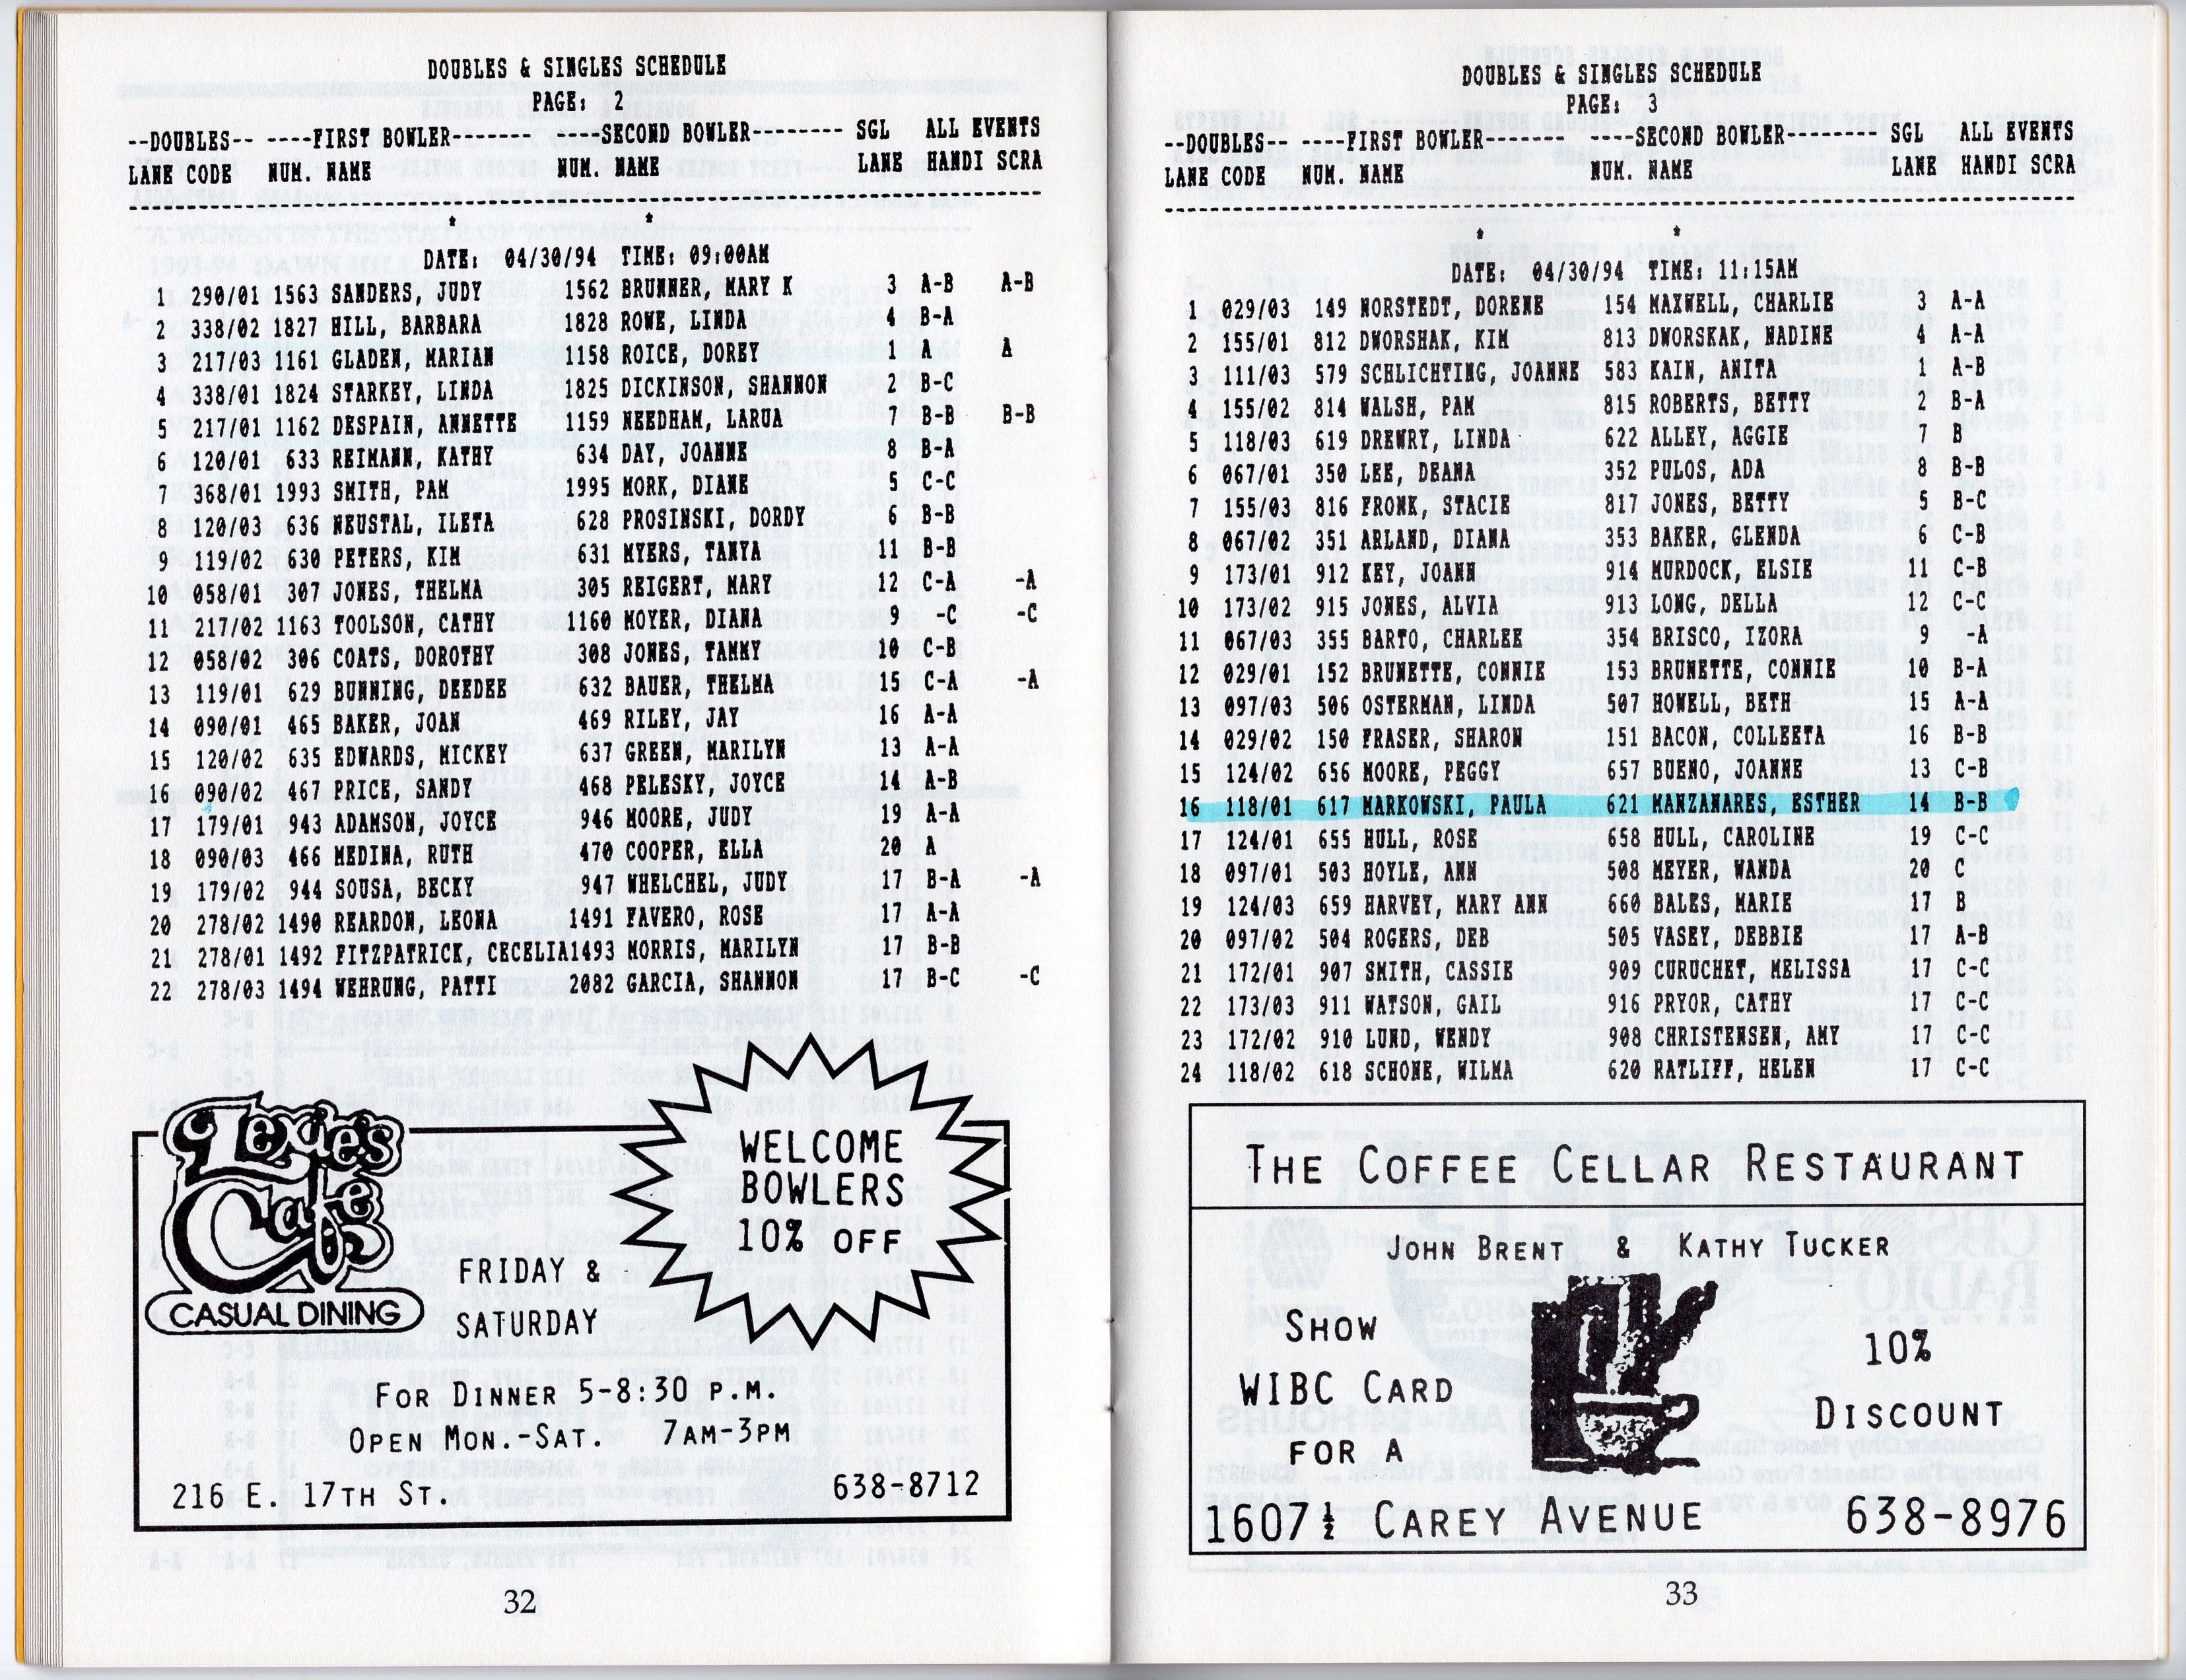 DOUBLES & SINGLES SCHEDULE
PAGE: 2
--DOUBLES-- ----FIRST BOWLER------- -----SECOND BOWLER-------- SGL ALL EVENTS
LANE CODE NUM. NAME NUM. NAME LANE HANDI SCRA
* *
DATE: 04/30/94 TIME: 09:00AM
1 290/01 1563 SANDERS, JUDY 1562 BRUNNER, MARY K 3 A-B A-B
2 338/02 1827 HILL, BARBARA 1828 ROWE, LINDA 4 B-A
3 217/03 1161 GLADEN, MARIAN 1158 ROICE, DOREY 1 A A
4 338/01 1824 STARKEY, LINDA 1825 DICKINSON, SHANNON 2 B-C
5 217/01 1162 DESPAIN, ANNETTE 1159 NEEDHAM, LARUA 7 B-B B-B
6 120/01 633 REIMANN, KATHY 634 DAY, JOANNE 8 B-A
7 368/01 1993 SMITH, PAM 1995 MORK, DIANE 5 C-C
8 120/03 636 NEUSTAL, ILETA 628 PROSINSKI, DORDY 6 B-B
9 119/02 630 PETERS, KIM 631 MYERS, TANYA 11 B-B
10 058/01 307 JONES, THELMA 305 REIGERT, MARY 12 C-A -A
11 217/02 1163 TOOLSON, CATHY 1160 MOYER, DIANA 9 -C -C
12 058/02 306 COATS, DOROTHY 308 JONES, TAMMY 10 C-B
13 119/01 629 BUNNING, DEEDEE 632 BAUER, THELMA 15 C-A -A
14 090/01 465 BAKER, JOAN 469 RILEY, JAY 16 A-A
15 120/02 635 EDWARDS, MICKEY 637 GREEN, MARILYN 13 A-A
16 090/02 467 PRICE, SANDY 468 PELESKY, JOYCE 14 A-B
17 179/01 943 ADAMSON, JOYCE 946 MOORE, JUDY 19 A-A
18 090/03 466 MEDINA, RUTH 470 COOPER, ELLA 20 A
19 179/02 944 SOUSA, BECKY 947 WHELCHEL, JUDY 17 B-A -A
20 278/02 1490 REARDON, LEONA 1491 FAVERO, ROSE 17 A-A
21 278/01 1492 FITZPATRICK, CECELIA1493 MORRIS, MARILYN 17 B-B
22 278/03 1494 WEHRUNG, PATTI 2082 GARCIA, SHANNON 17 B-C -C
Lexie's
Cafe
CASUAL DINING
WELCOME
BOWLERS
10% OFF
FRIDAY &
SATURDAY
FOR DINNER 5-8:30 P.M.
OPEN MON.-SAT. 7AM-3PM
216 E. 17TH ST. 638-8712
32
DOUBLES & SINGLES SCHEDULE
PAGE: 3
--DOUBLES-- ----FIRST BOWLER------- -----SECOND BOWLER-------- SGL ALL EVENTS
LANE CODE NUM. NAME NUM. NAME LANE HANDI SCRA
* *
DATE: 04/30/94 TIME: 11:15AM
1 029/03 149 NORSTEDT, DORENE 154 MAXWELL, CHARLIE 3 A-A
2 155/01 812 DWORSHAK, KIM 813 DWORSKAK, NADINE 4 A-A
3 111/03 579 SCHLICHTING, JOANNE 583 KAIN, ANITA 1 A-B
4 155/02 814 WALSH, PAM 815 ROBERTS, BETTY 2 B-A
5 118/03 619 DREWRY, LINDA 622 ALLEY, AGGIE 7 B
6 067/01 350 LEE, DEANA 352 PULOS, ADA 8 B-B
7 155/03 816 FRONK, STACIE 817 JONES, BETTY 5 B-C
8 067/02 351 ARLAND, DIANA 353 BAKER, GLENDA 6 C-B
9 173/01 912 KEY, JOANN 914 MURDOCK, ELSIE 11 C-B
10 173/02 915 JONES, ALVIA 913 LONG, DELLA 12 C-C
11 067/03 355 BARTO, CHARLEE 354 BRISCO, IZORA 9 -A
12 029/01 152 BRUNETTE, CONNIE 153 BRUNETTE, CONNIE 10 B-A
13 097/03 506 OSTERMAN, LINDA 507 HOWELL, BETH 15 A-A
14 029/02 150 FRASER, SHARON 151 BACON, COLLEETA 16 B-B
15 124/02 656 MOORE, PEGGY 657 BUENO, JOANNE 13 C-B
16 118/01 617 MARKOWSKI, PAULA 621 MANZANARES, ESTHER 14 B-B
17 124/01 655 HULL, ROSE 658 HULL, CAROLINE 19 C-C
18 097/01 503 HOYLE, ANN 508 MEYER, WANDA 20 C
19 124/03 659 HARVEY, MARY ANN 660 BALES, MARIE 17 B
20 097/02 504 ROGERS, DEB 505 VASEY, DEBBIE 17 A-B
21 172/01 907 SMITH, CASSIE 909 CURUCHET, MELISSA 17 C-C
22 173/03 911 WATSON, GAIL 916 PRYOR, CATHY 17 C-C
23 172/02 910 LUND, WENDY 908 CHRISTENSEN, AMY 17 C-C
24 118/02 618 SCHONE, WILMA 620 RATLIFF, HELEN 17 C-C
THE COFFEE CELLAR RESTAURANT
JOHN BRENT & KATHY TUCKER
SHOW
WIBC CARD
FOR A
10%
DISCOUNT
1607½ CAREY AVENUE 638-8976
33